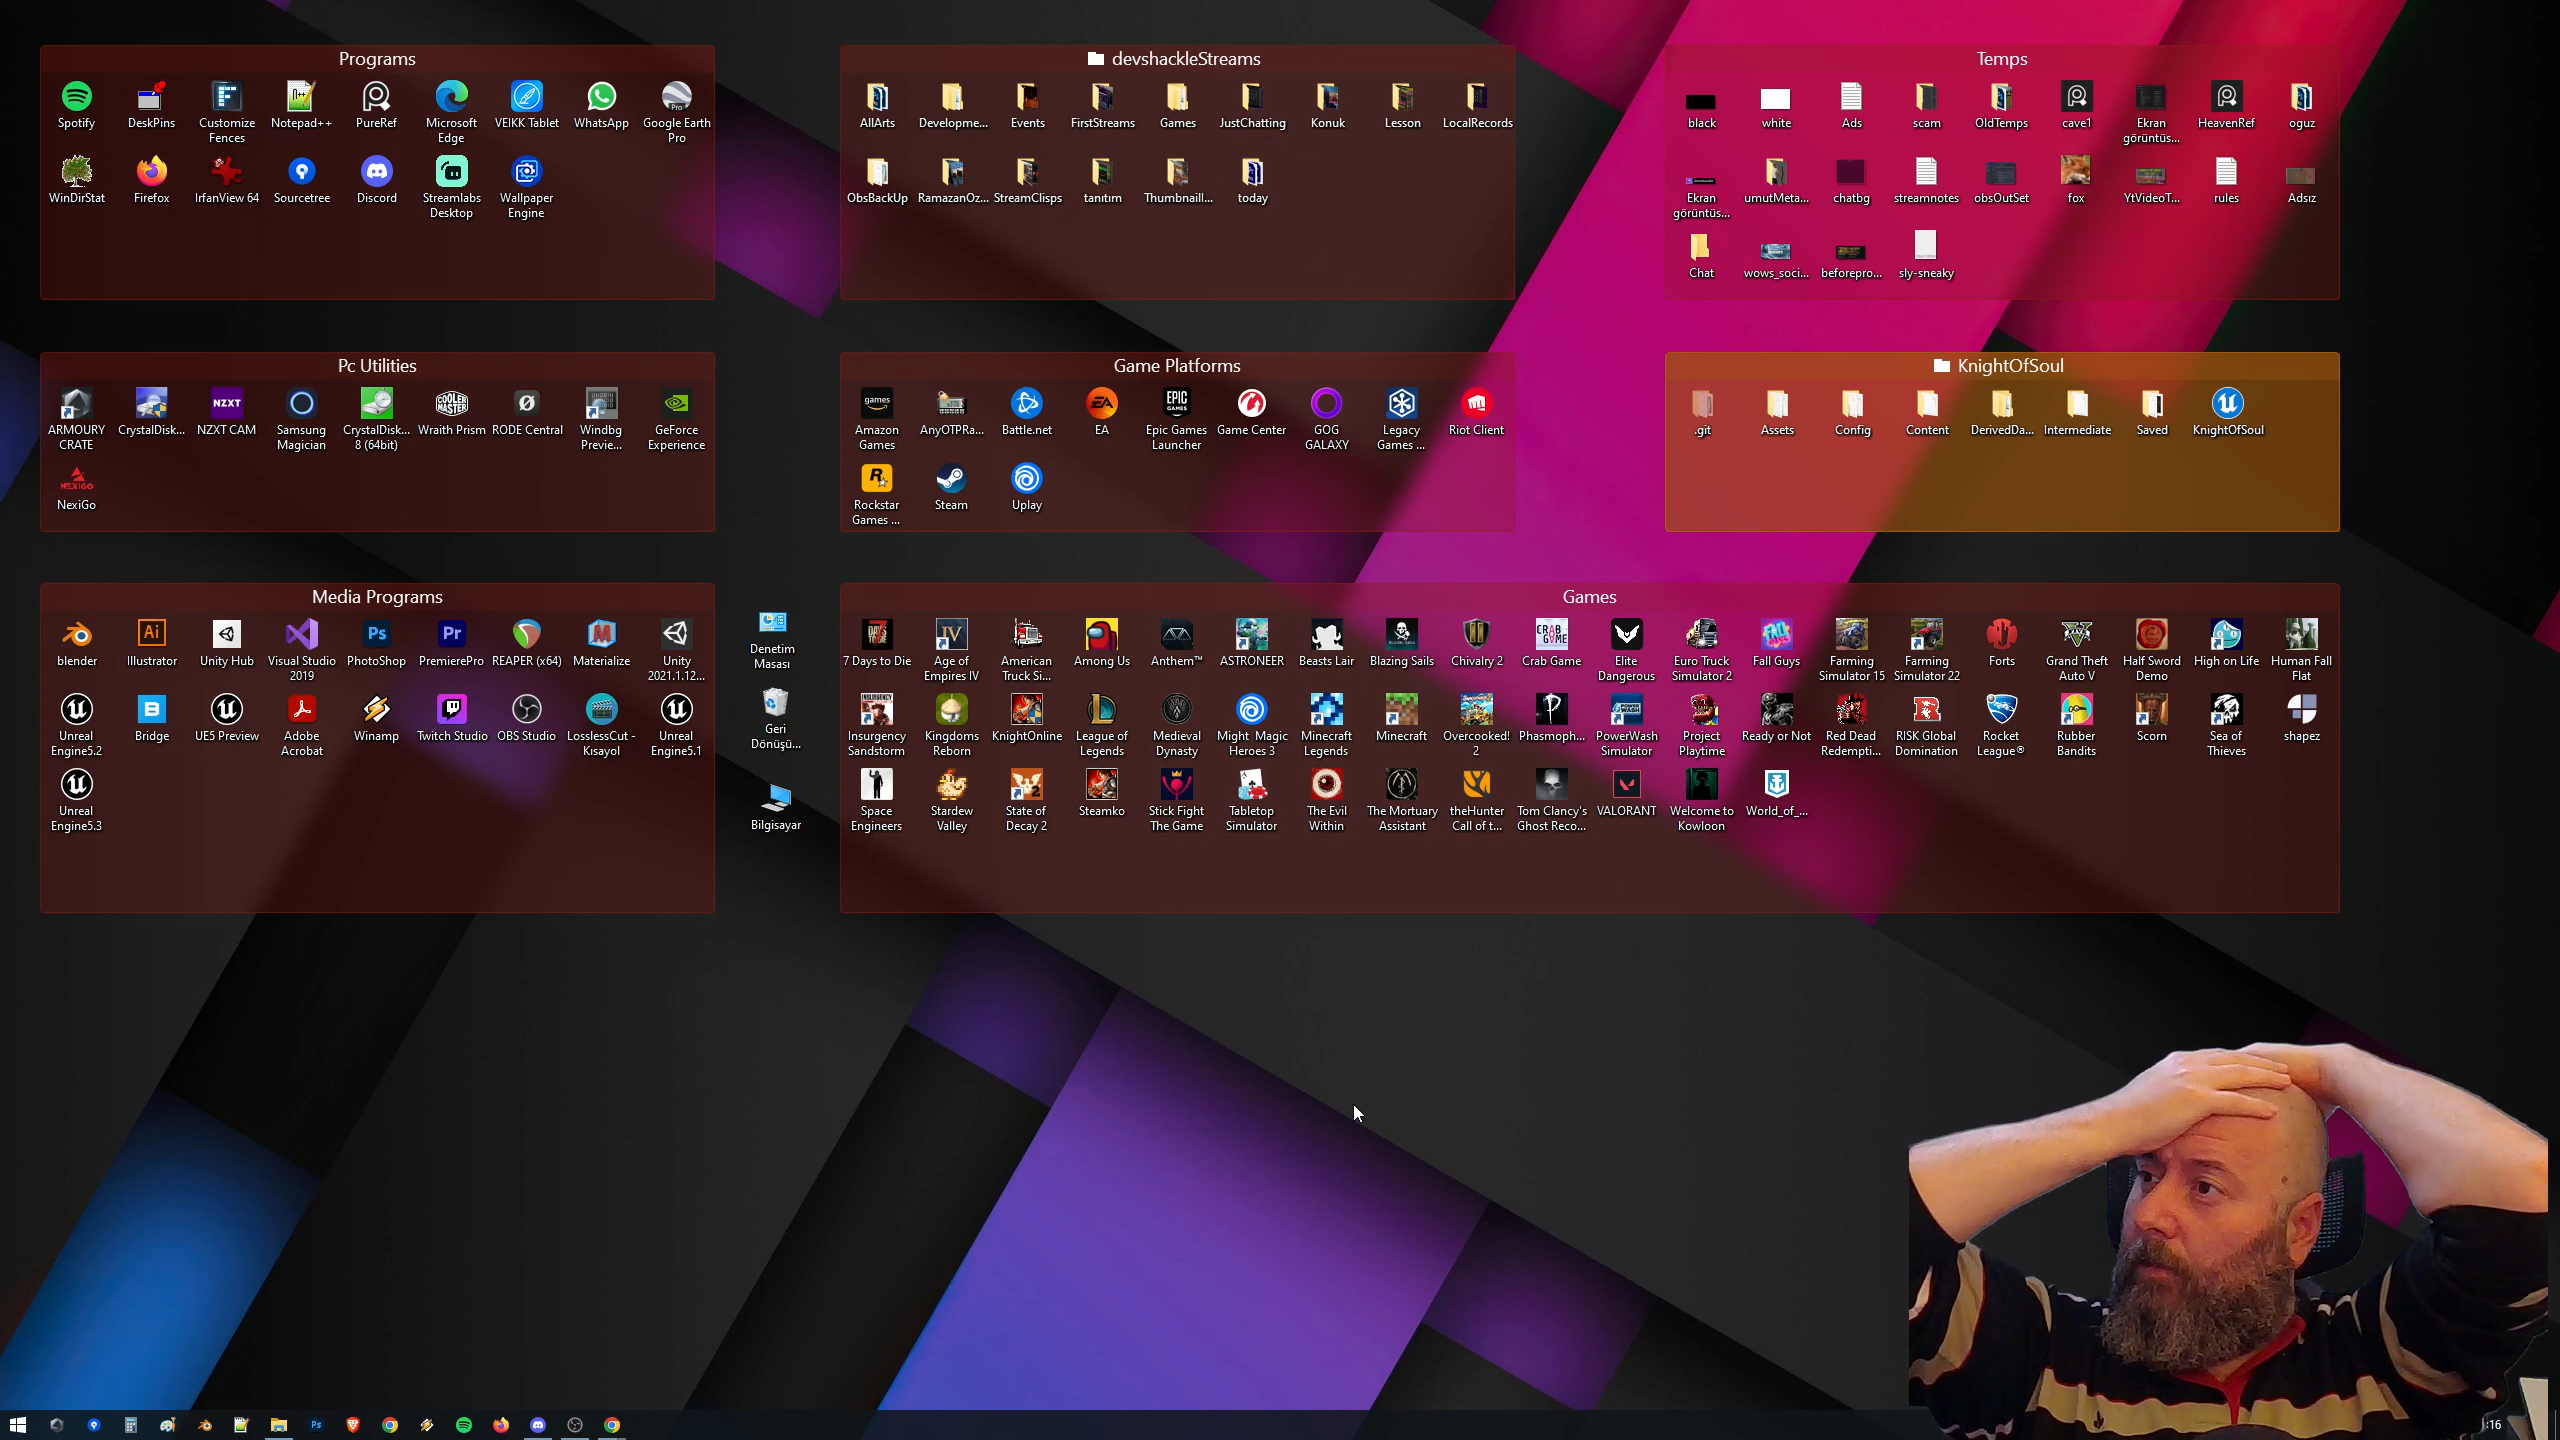 Programs
Spotify
DeskPins
Customize
Fences
Notepad++
PureRef
Microsoft
Edge
VEIKK Tablet
WhatsApp
Google Earth
Pro
WinDirStat
Firefox
IrfanView 64
Sourcetree
Discord
Streamlabs
Desktop
Wallpaper
Engine
devshackleStreams
AllArts
Developme...
Events
FirstStreams
Games
JustChatting
Konuk
Lesson
LocalRecords
ObsBackUp
RamazanOz...
StreamClisps
tanıtım
Thumbnaill...
today
Temps
black
white
Ads
scam
OldTemps
cave1
Ekran
görüntüs...
HeavenRef
oguz
Ekran
görüntüs...
umutMeta...
chatbg
streamnotes
obsOutSet
fox
YtVideoT...
rules
Adsız
Chat
wows_soci...
beforepro...
sly-sneaky
Pc Utilities
ARMOURY
CRATE
CrystalDisk...
NZXT CAM
Samsung
Magician
CrystalDisk...
8 (64bit)
Wraith Prism
RODE Central
Windbg
Previe...
GeForce
Experience
NexiGo
Game Platforms
Amazon
Games
AnyOTPRa...
Battle.net
EA
Epic Games
Launcher
Game Center
GOG
GALAXY
Legacy
Games ...
Riot Client
Rockstar
Games ...
Steam
Uplay
KnightOfSoul
.git
Assets
Config
Content
DerivedDa...
Intermediate
Saved
KnightOfSoul
Media Programs
blender
Illustrator
Unity Hub
Visual Studio
2019
PhotoShop
PremierePro
REAPER (x64)
Materialize
Unity
2021.1.12...
Unreal
Engine5.2
Bridge
UE5 Preview
Adobe
Acrobat
Winamp
Twitch Studio
OBS Studio
LosslessCut -
Kısayol
Unreal
Engine5.1
Unreal
Engine5.3
Denetim
Masası
Geri
Dönüşü...
Bilgisayar
Games
7 Days to Die
Age of
Empires IV
American
Truck Si...
Among Us
Anthem™
ASTRONEER
Beasts Lair
Blazing Sails
Chivalry 2
Crab Game
Elite
Dangerous
Euro Truck
Simulator 2
Fall Guys
Farming
Simulator 15
Farming
Simulator 22
Forts
Grand Theft
Auto V
Half Sword
Demo
High on Life
Human Fall
Flat
Insurgency
Sandstorm
Kingdoms
Reborn
KnightOnline
League of
Legends
Medieval
Dynasty
Might Magic
Heroes 3
Minecraft
Legends
Minecraft
Overcooked!
2
Phasmoph...
PowerWash
Simulator
Project
Playtime
Ready or Not
Red Dead
Redempti...
RISK Global
Domination
Rocket
League®
Rubber
Bandits
Scorn
Sea of
Thieves
shapez
Space
Engineers
Stardew
Valley
State of
Decay 2
Steamko
Stick Fight
The Game
Tabletop
Simulator
The Evil
Within
The Mortuary
Assistant
theHunter
Call of t...
Tom Clancy's
Ghost Reco...
VALORANT
Welcome to
Kowloon
World_of_...
:16